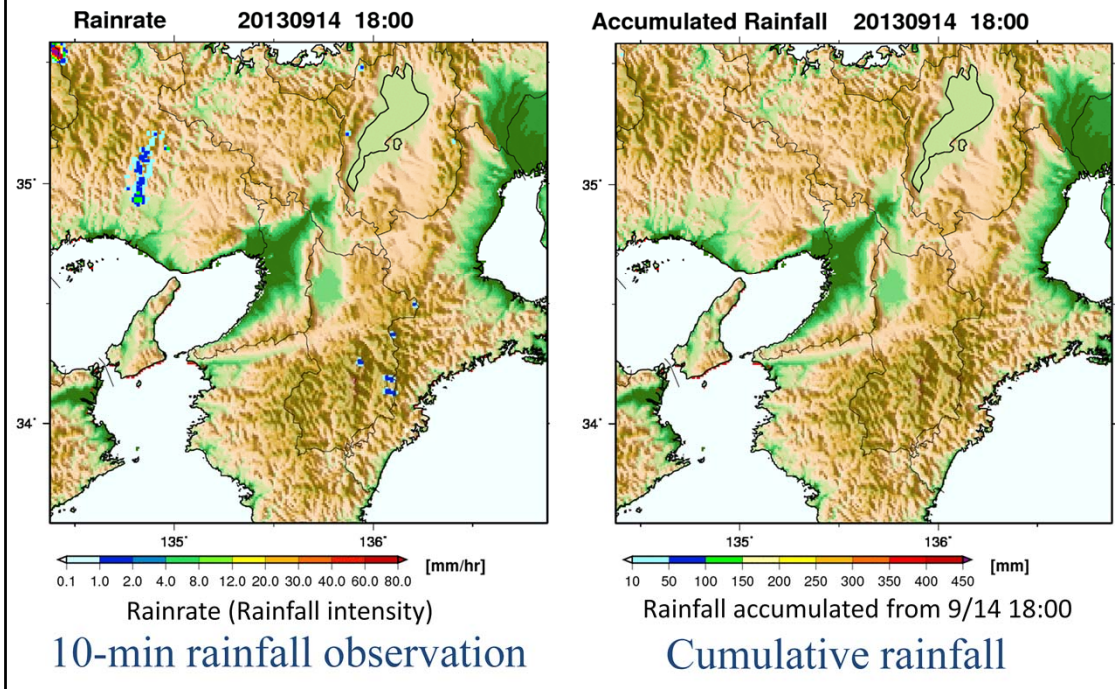 Rainrate 20130914 18:00
Accumulated Rainfall 20130914 18:00
35°
34°
135°
136°
35°
34°
135°
136°
0.1 1.0 2.0 4.0 8.0 12.0 20.0 30.0 40.0 60.0 80.0 [mm/hr]
10 50 100 150 200 250 300 350 400 450 [mm]
Rainrate (Rainfall intensity)
Rainfall accumulated from 9/14 18:00
10-min rainfall observation
Cumulative rainfall